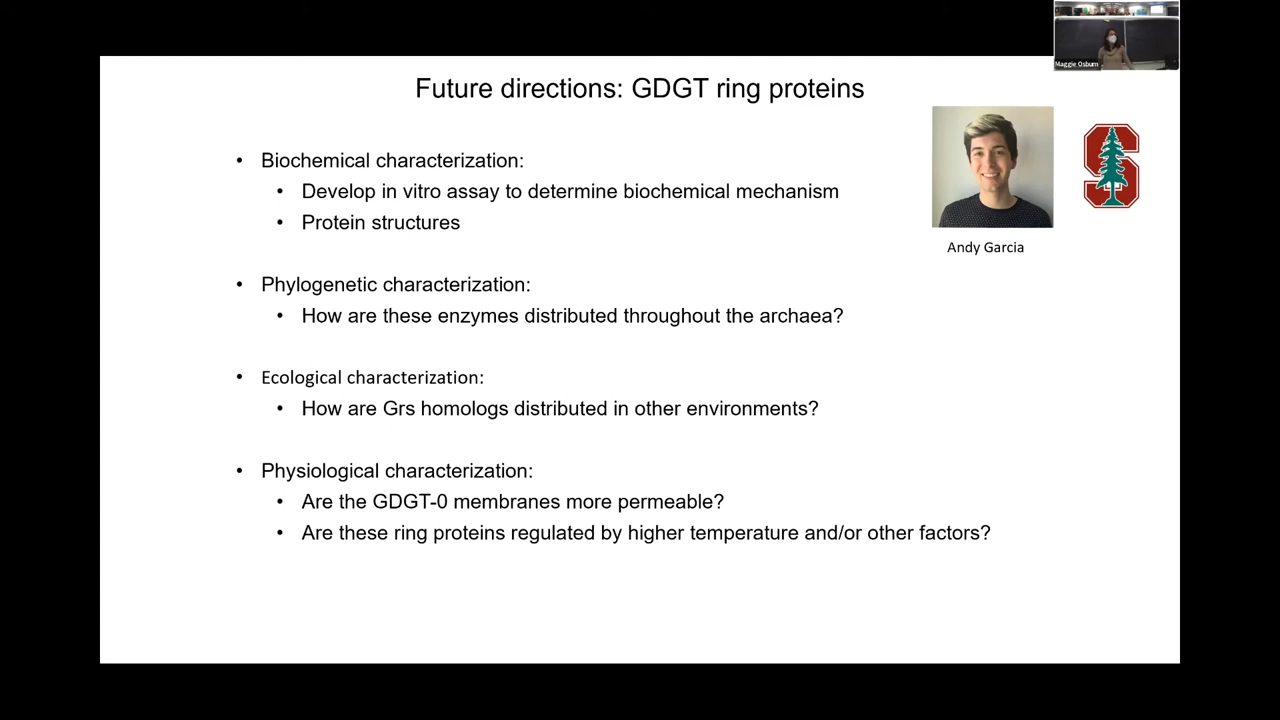 Maggie Osburn
Future directions: GDGT ring proteins
• Biochemical characterization:
• Develop in vitro assay to determine biochemical mechanism
• Protein structures
Andy Garcia
• Phylogenetic characterization:
• How are these enzymes distributed throughout the archaea?
• Ecological characterization:
• How are Grs homologs distributed in other environments?
• Physiological characterization:
• Are the GDGT-0 membranes more permeable?
• Are these ring proteins regulated by higher temperature and/or other factors?
S